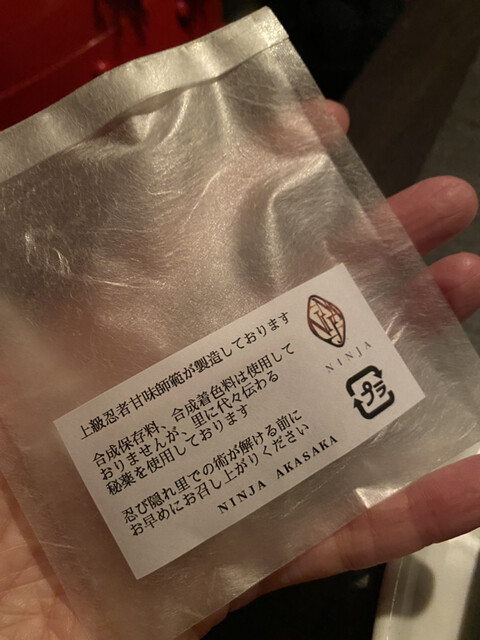 上級忍者甘味師範が製造しております
合成保存料、合成着色料は使用して
おりませんが、里に代々伝わる
秘薬を使用しております
忍び隠れ里での術が解ける前に
お早めにお召し上がりください
NINJA AKASAKA
NINJA
プラ